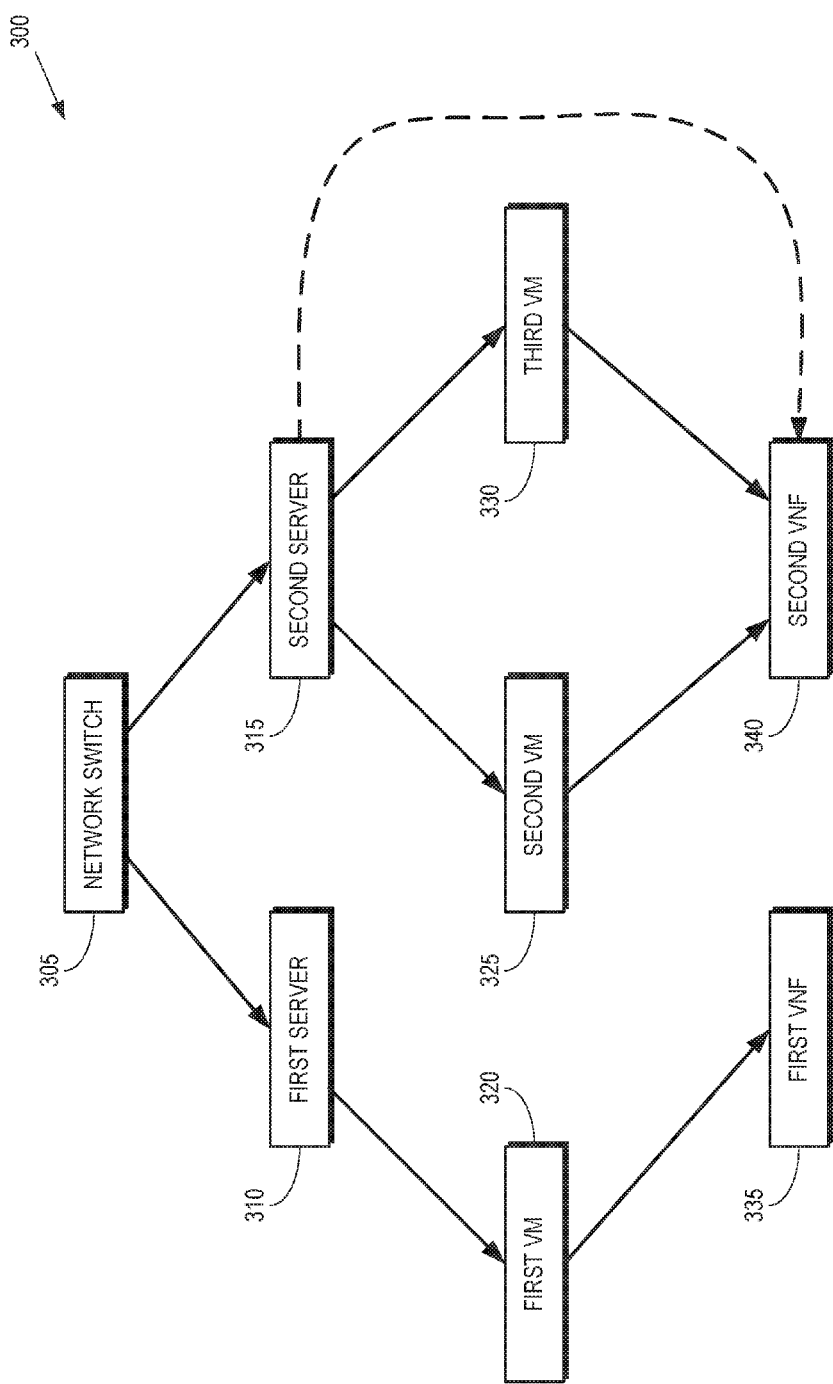 300
NETWORK SWITCH
305
FIRST SERVER
310
SECOND SERVER
315
FIRST VM
320
SECOND VM
325
THIRD VM
330
FIRST VNF
335
SECOND VNF
340